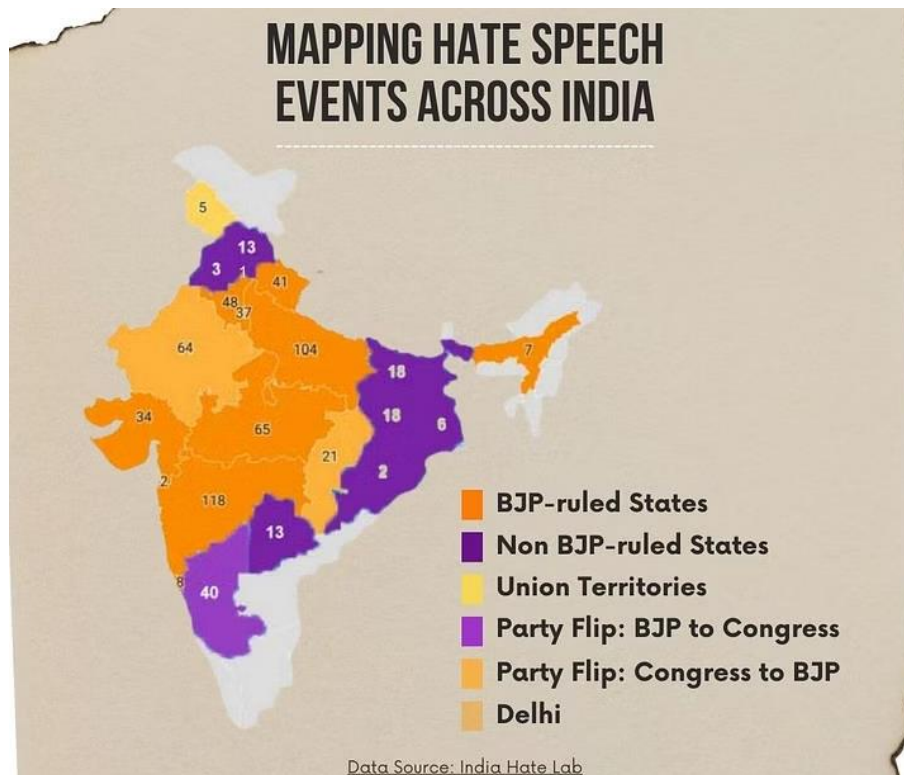 MAPPING HATE SPEECH
EVENTS ACROSS INDIA
5
13
3
1
41
48
37
64
104
7
18
34
18
6
65
21
2
2
118
13
8
40
BJP-ruled States
Non BJP-ruled States
Union Territories
Party Flip: BJP to Congress
Party Flip: Congress to BJP
Delhi
Data Source: India Hate Lab